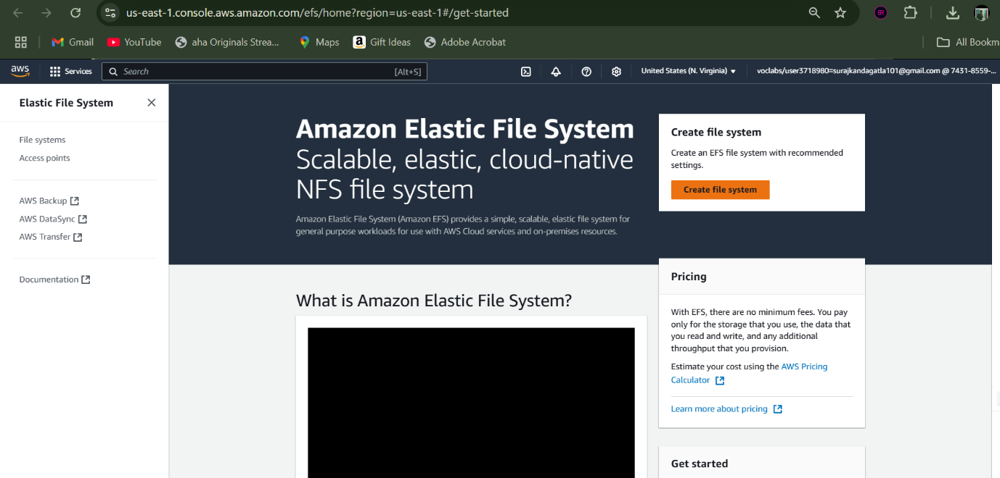 us-east-1.console.aws.amazon.com/efs/home?region=us-east-1#/get-started
Gmail
YouTube
aha Originals Strea...
Maps
Gift Ideas
Adobe Acrobat
All Bookm
aws
Services
Search
[Alt+S]
United States (N. Virginia)
voclabs/user3718980=surajkandagatla101@gmail.com @ 7431-8559-...
Elastic File System
File systems
Access points
AWS Backup
AWS DataSync
AWS Transfer
Documentation
Amazon Elastic File System
Scalable, elastic, cloud-native
NFS file system
Amazon Elastic File System (Amazon EFS) provides a simple, scalable, elastic file system for
general purpose workloads for use with AWS Cloud services and on-premises resources.
Create file system
Create an EFS file system with recommended
settings.
Create file system
What is Amazon Elastic File System?
Pricing
With EFS, there are no minimum fees. You pay
only for the storage that you use, the data that
you read and write, and any additional
throughput that you provision.
Estimate your cost using the AWS Pricing
Calculator
Learn more about pricing
Get started